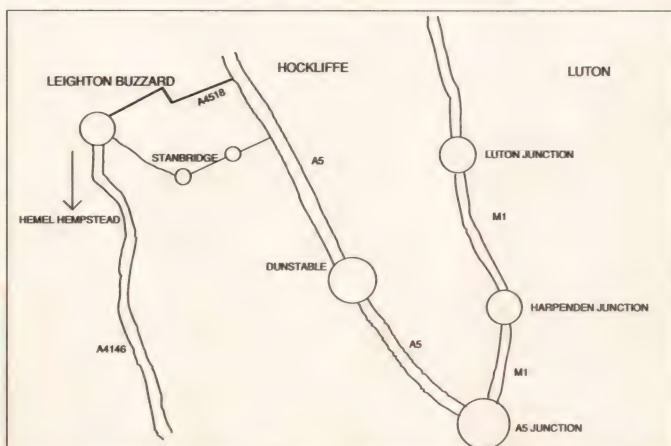 HOCKLIFFE
LUTON
LEIGHTON BUZZARD
A4518
STANBRIDGE
A5
LUTON JUNCTION
HEMEL HEMPSTEAD
M1
DUNSTABLE
HARPENDEN JUNCTION
A5
A4146
M1
A5 JUNCTION